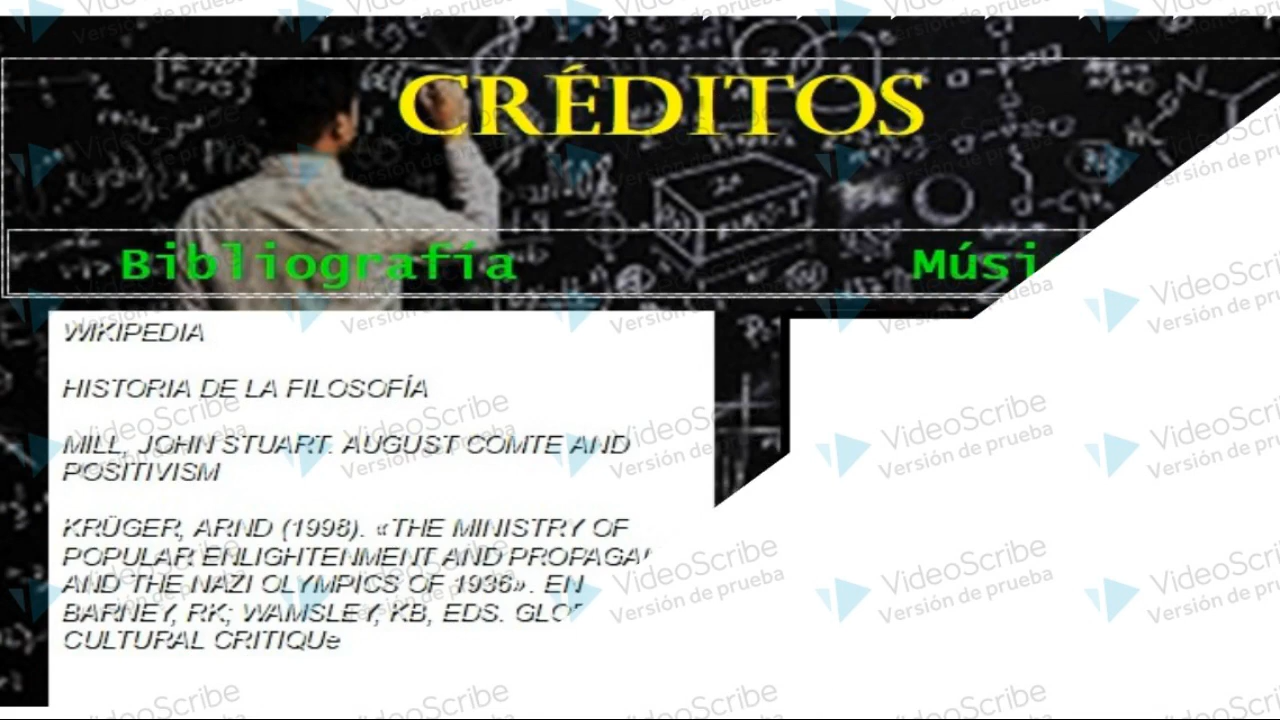 CRÉDITOS
Bibliografía
Músi
WIKIPEDIA
HISTORIA DE LA FILOSOFÍA
MILL, JOHN STUART. AUGUST COMTE AND
POSITIVISM
KRÜGER, ARND (1998). «THE MINISTRY OF
POPULAR ENLIGHTENMENT AND PROPAGA
AND THE NAZI OLYMPICS OF 1936». EN
BARNEY, RK; WAMSLEY, KB, EDS. GLO
CULTURAL CRITIQUe
VideoScribe
Versión de prueba